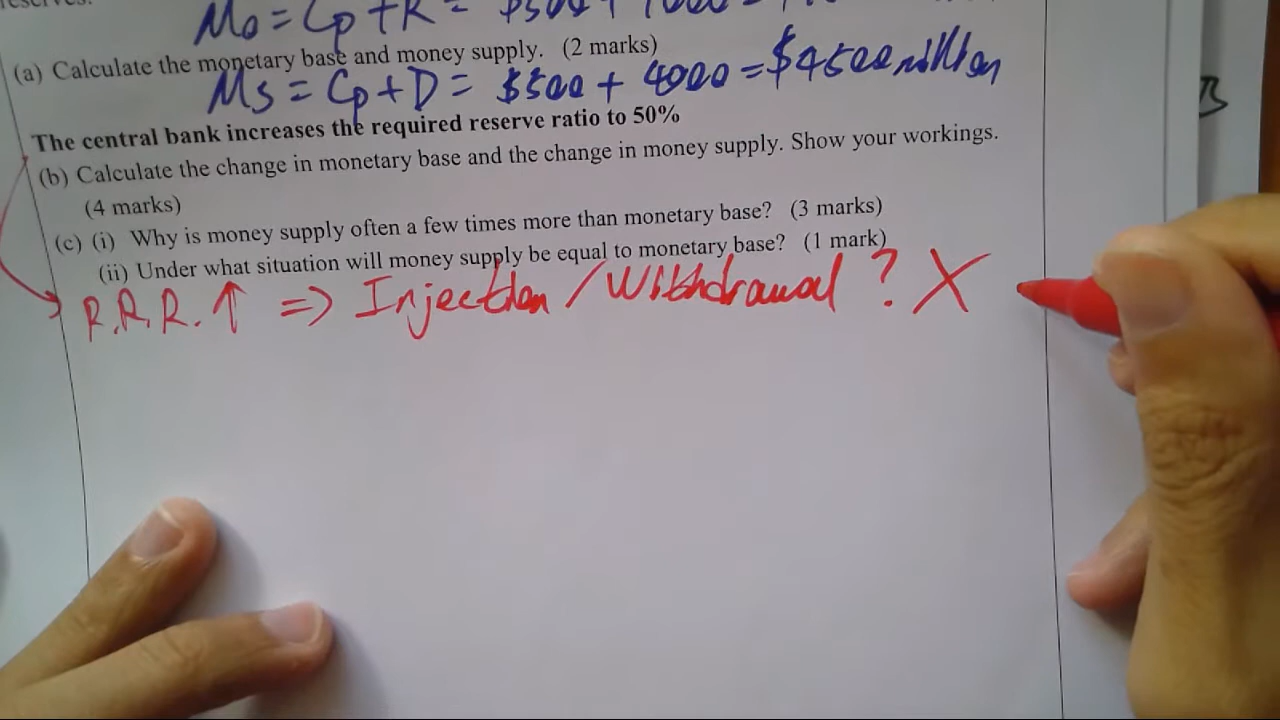 reserves.
Mo = Cp + R = $500 + 1000 =
(a) Calculate the monetary base and money supply. (2 marks)
Ms = Cp + D = $500 + 4000 = $4500 million
The central bank increases the required reserve ratio to 50%
(b) Calculate the change in monetary base and the change in money supply. Show your workings.
(4 marks)
(c) (i) Why is money supply often a few times more than monetary base? (3 marks)
(ii) Under what situation will money supply be equal to monetary base? (1 mark)
R.R.R. ↑ => Injection / Withdrawal ? X